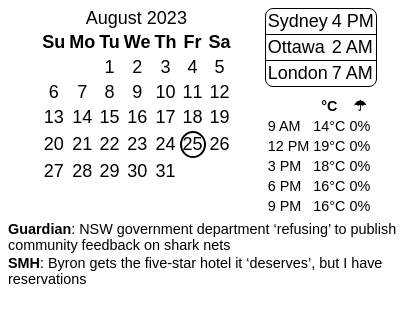 August 2023
Su Mo Tu We Th Fr Sa
1 2 3 4 5
6 7 8 9 10 11 12
13 14 15 16 17 18 19
20 21 22 23 24 25 26
27 28 29 30 31
Sydney 4 PM
Ottawa 2 AM
London 7 AM
°C ☂
9 AM 14°C 0%
12 PM 19°C 0%
3 PM 18°C 0%
6 PM 16°C 0%
9 PM 16°C 0%
Guardian: NSW government department ‘refusing’ to publish
community feedback on shark nets
SMH: Byron gets the five-star hotel it ‘deserves’, but I have
reservations